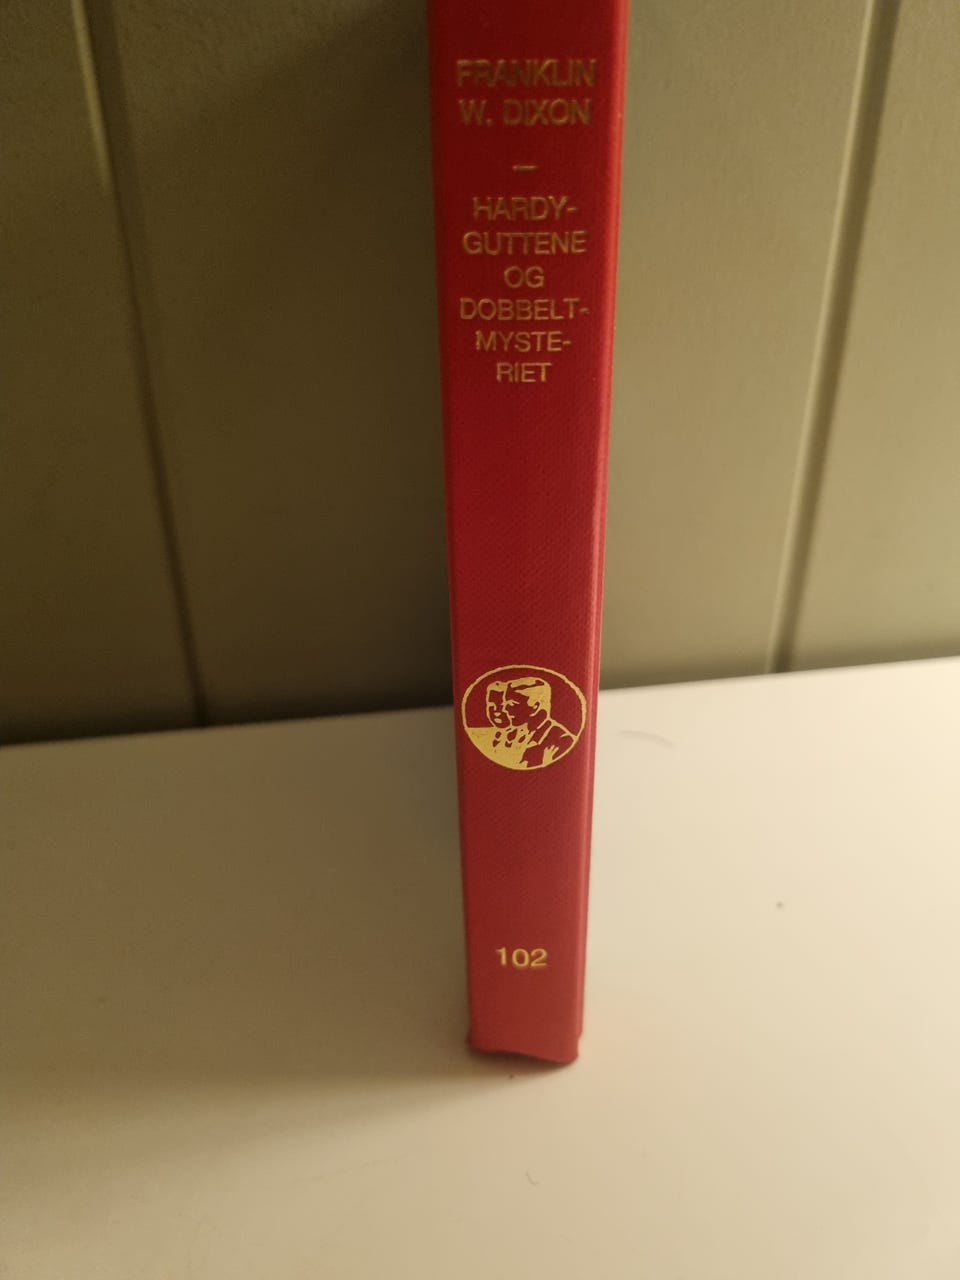 FRANKLIN
W. DIXON
–
HARDY-
GUTTENE
OG
DOBBELT-
MYSTE-
RIET
102